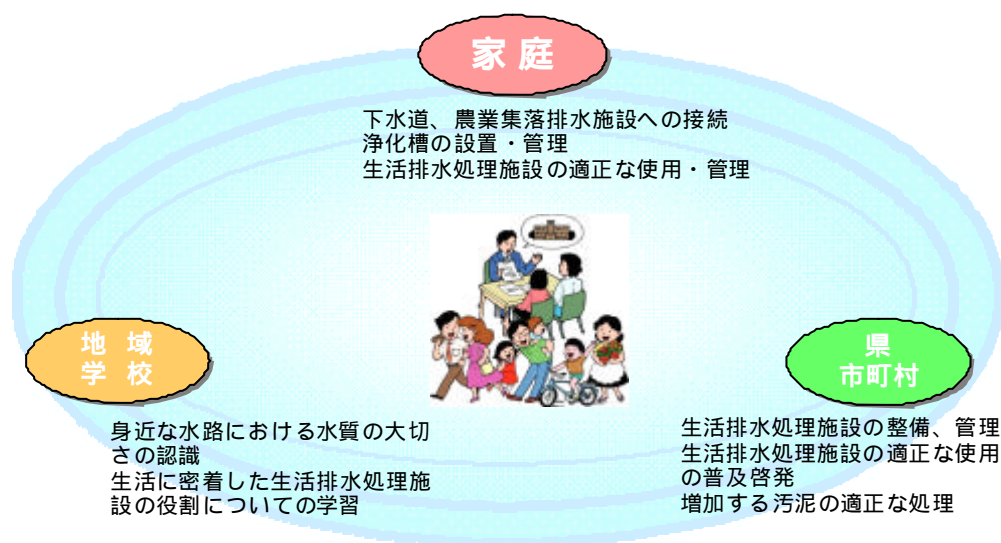 家 庭
下水道、農業集落排水施設への接続
浄化槽の設置・管理
生活排水処理施設の適正な使用・管理
地 域
学 校
身近な水路における水質の大切
さの認識
生活に密着した生活排水処理施
設の役割についての学習
県
市町村
生活排水処理施設の整備、管理
生活排水処理施設の適正な使用
の普及啓発
増加する汚泥の適正な処理